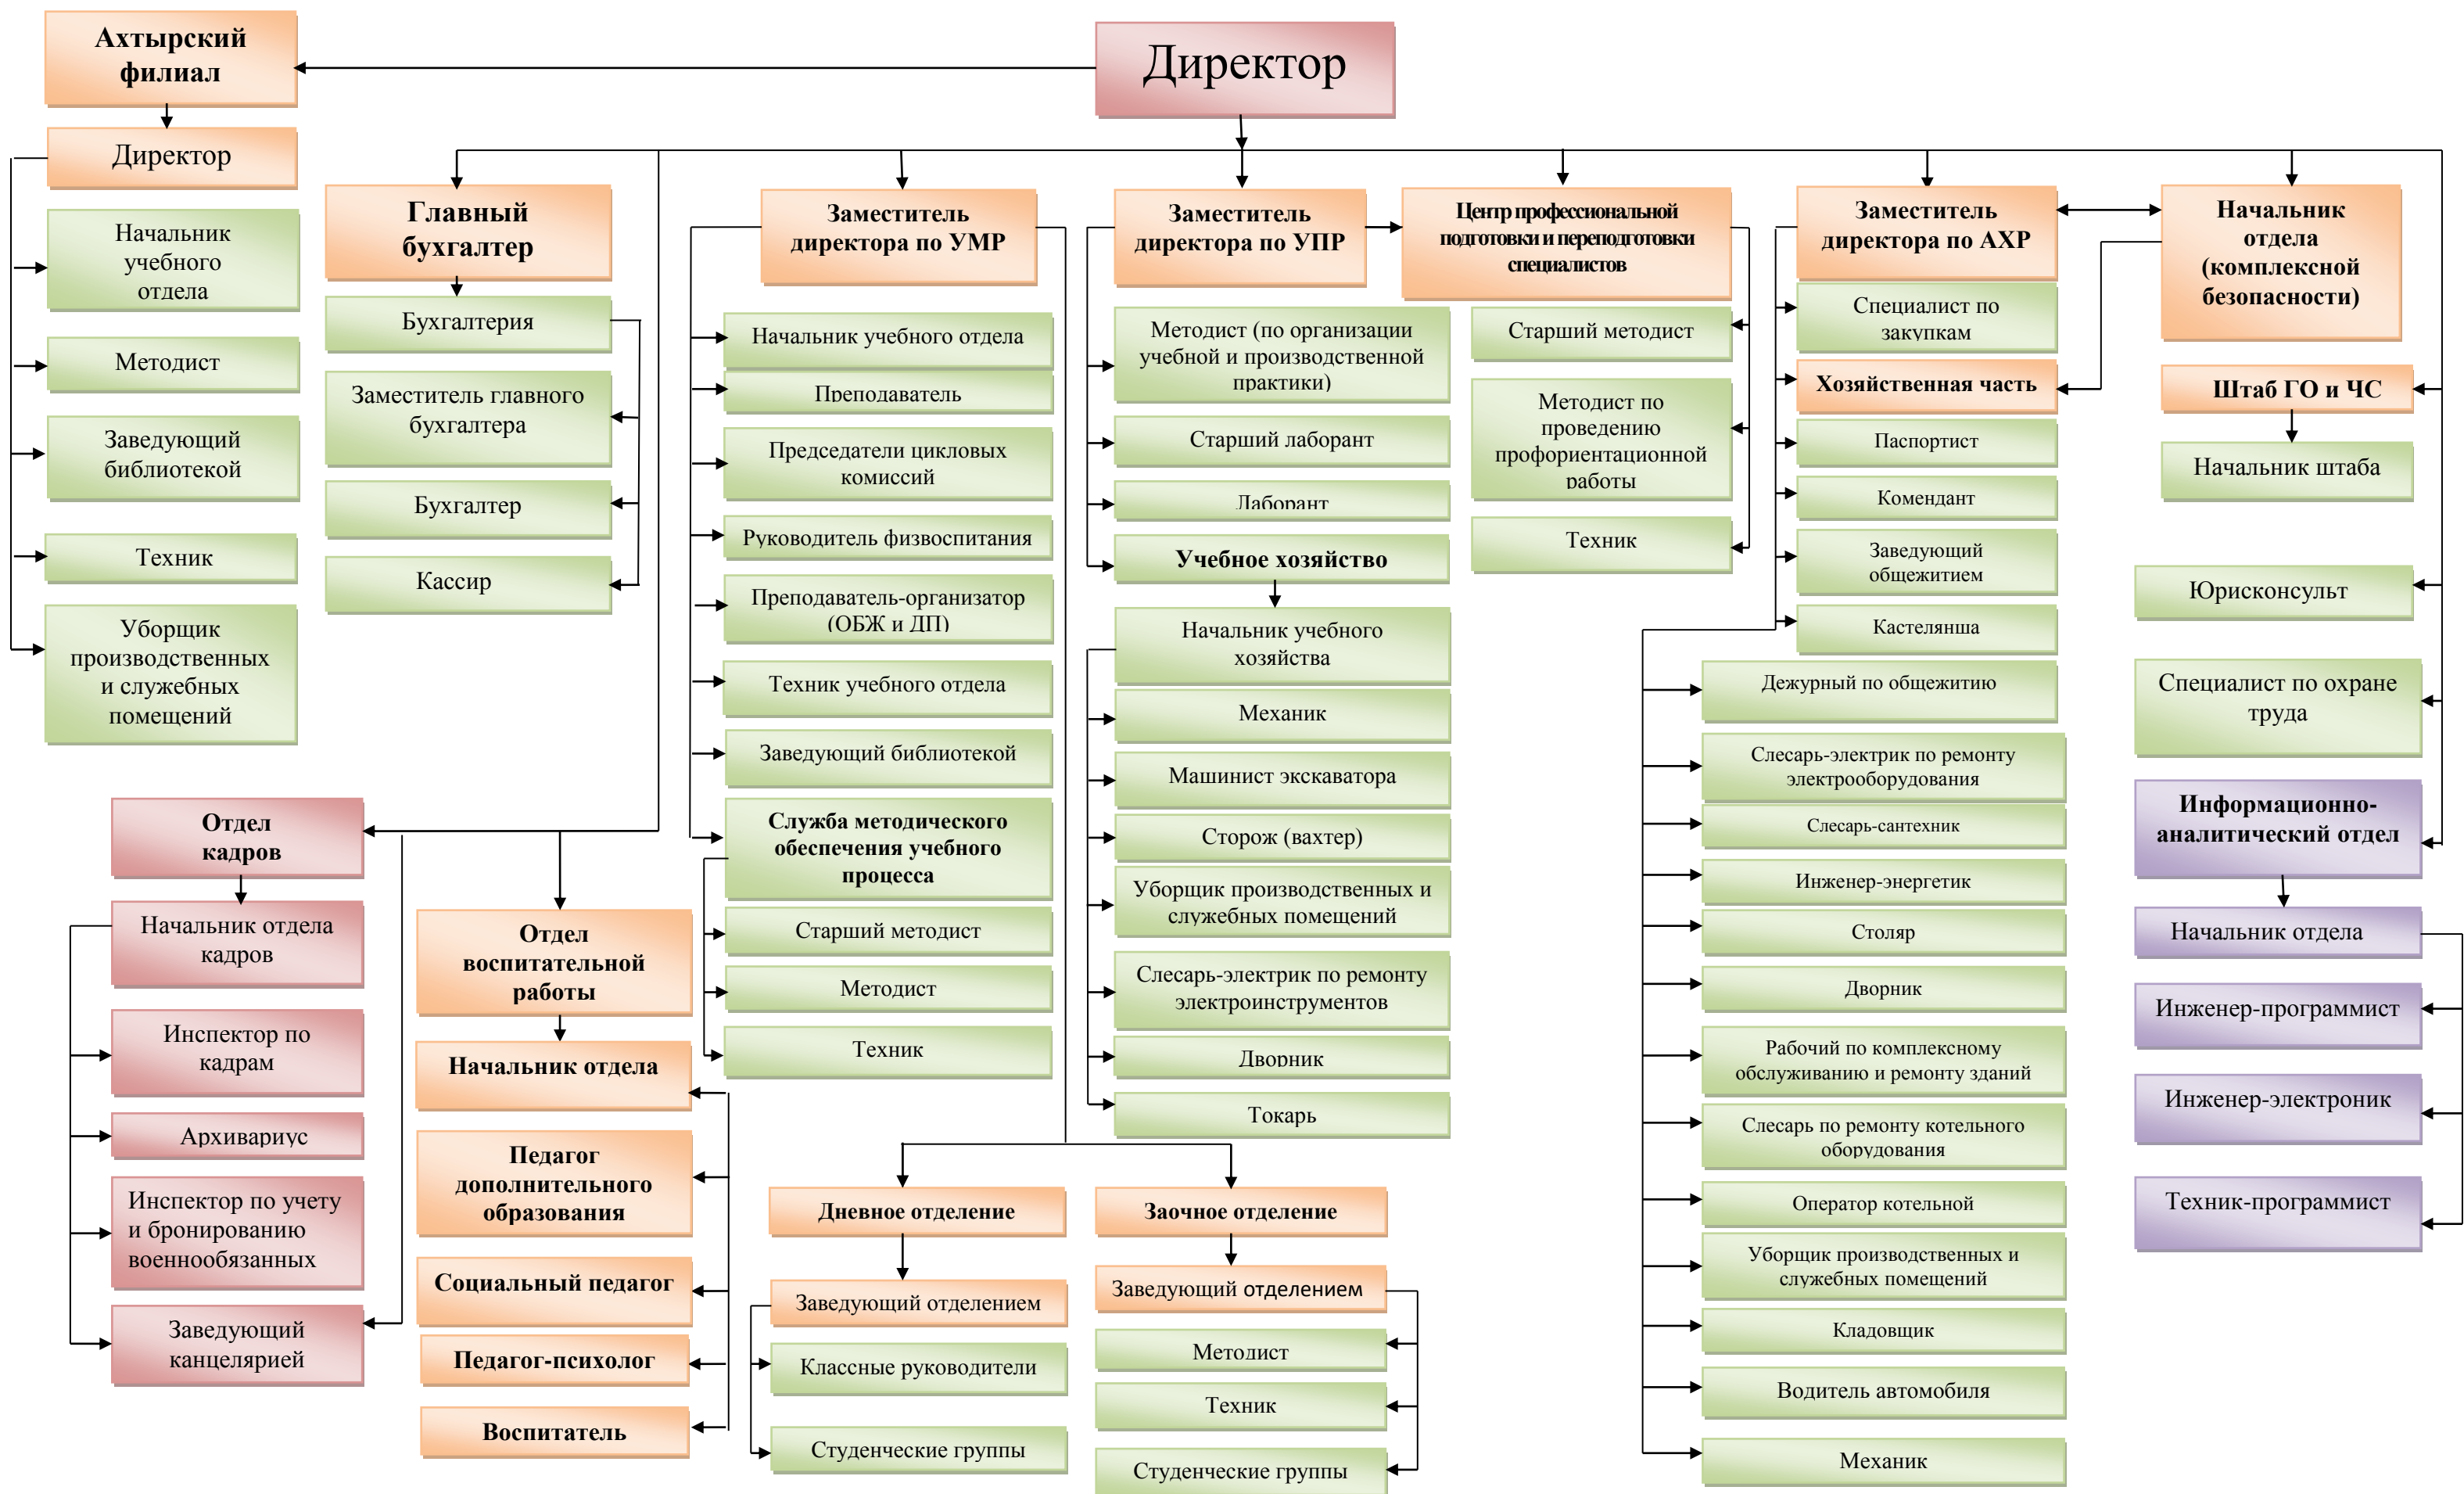 Ахтырский
филиал
Директор
Директор
Начальник
учебного
отдела
Методист
Заведующий
библиотекой
Техник
Уборщик
производственных
и служебных
помещений
Главный
бухгалтер
Бухгалтерия
Заместитель главного
бухгалтера
Бухгалтер
Кассир
Заместитель
директора по УМР
Начальник учебного отдела
Преподаватель
Председатели цикловых
комиссий
Руководитель физвоспитания
Преподаватель-организатор
(ОБЖ и ДП)
Техник учебного отдела
Заведующий библиотекой
Служба методического
обеспечения учебного
процесса
Старший методист
Методист
Техник
Заместитель
директора по УПР
Методист (по организации
учебной и производственной
практики)
Старший лаборант
Лаборант
Учебное хозяйство
Начальник учебного
хозяйства
Механик
Машинист экскаватора
Сторож (вахтер)
Уборщик производственных и
служебных помещений
Слесарь-электрик по ремонту
электроинструментов
Дворник
Токарь
Центр профессиональной
подготовки и переподготовки
специалистов
Старший методист
Методист по
проведению
профориентационной
работы
Техник
Заместитель
директора по АХР
Специалист по
закупкам
Хозяйственная часть
Паспортист
Комендант
Заведующий
общежитием
Кастелянша
Дежурный по общежитию
Слесарь-электрик по ремонту
электрооборудования
Слесарь-сантехник
Инженер-энергетик
Столяр
Дворник
Рабочий по комплексному
обслуживанию и ремонту зданий
Слесарь по ремонту котельного
оборудования
Оператор котельной
Уборщик производственных и
служебных помещений
Кладовщик
Водитель автомобиля
Механик
Начальник
отдела
(комплексной
безопасности)
Штаб ГО и ЧС
Начальник штаба
Юрисконсульт
Специалист по охране
труда
Информационно-
аналитический отдел
Начальник отдела
Инженер-программист
Инженер-электроник
Техник-программист
Отдел
кадров
Начальник отдела
кадров
Инспектор по
кадрам
Архивариус
Инспектор по учету
и бронированию
военнообязанных
Заведующий
канцелярией
Отдел
воспитательной
работы
Начальник отдела
Педагог
дополнительного
образования
Социальный педагог
Педагог-психолог
Воспитатель
Дневное отделение
Заведующий отделением
Классные руководители
Студенческие группы
Заочное отделение
Заведующий отделением
Методист
Техник
Студенческие группы